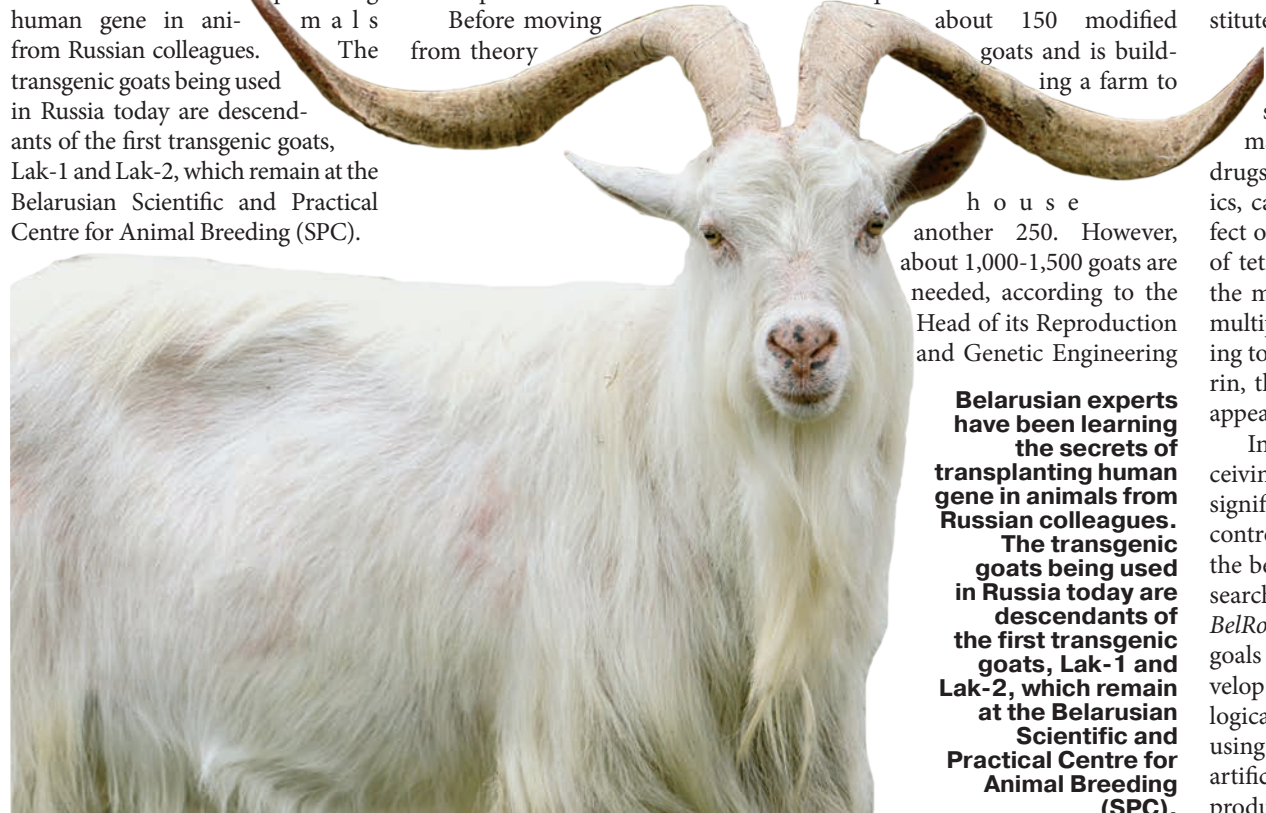 human gene in ani-mals
from Russian colleagues. The
transgenic goats being used
in Russia today are descend-
ants of the first transgenic goats,
Lak-1 and Lak-2, which remain at the
Belarusian Scientific and Practical
Centre for Animal Breeding (SPC).
Before moving
from theory
about 150 modified
goats and is build-
ing a farm to
house
another 250. However,
about 1,000-1,500 goats are
needed, according to the
Head of its Reproduction
and Genetic Engineering
Belarusian experts
have been learning
the secrets of
transplanting human
gene in animals from
Russian colleagues.
The transgenic
goats being used
in Russia today are
descendants of
the first transgenic
goats, Lak-1 and
Lak-2, which remain
at the Belarusian
Scientific and
Practical Centre for
Animal Breeding
(SPC).
stitute
drugs
ics, ca
fect o
of tet
the m
multip
ing to
rin, th
appea
In
ceivin
signif
contro
the be
search
BelRo
goals
velop
logica
using
artific
produ